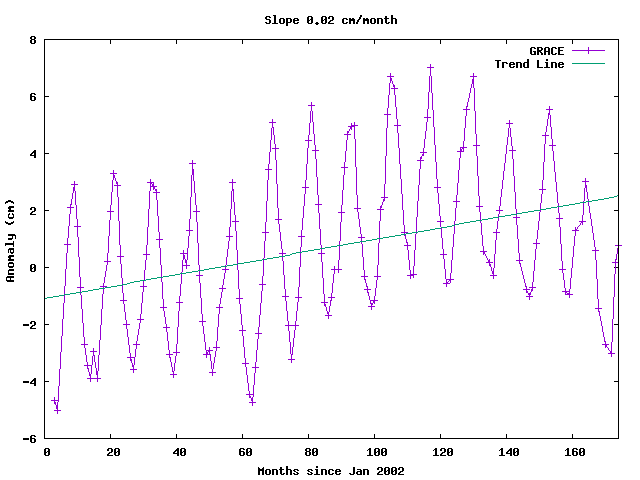 Slope 0.02 cm/month
GRACE
Trend Line
8
6
4
2
0
-2
-4
-6
Anomaly (cm)
0 20 40 60 80 100 120 140 160
Months since Jan 2002